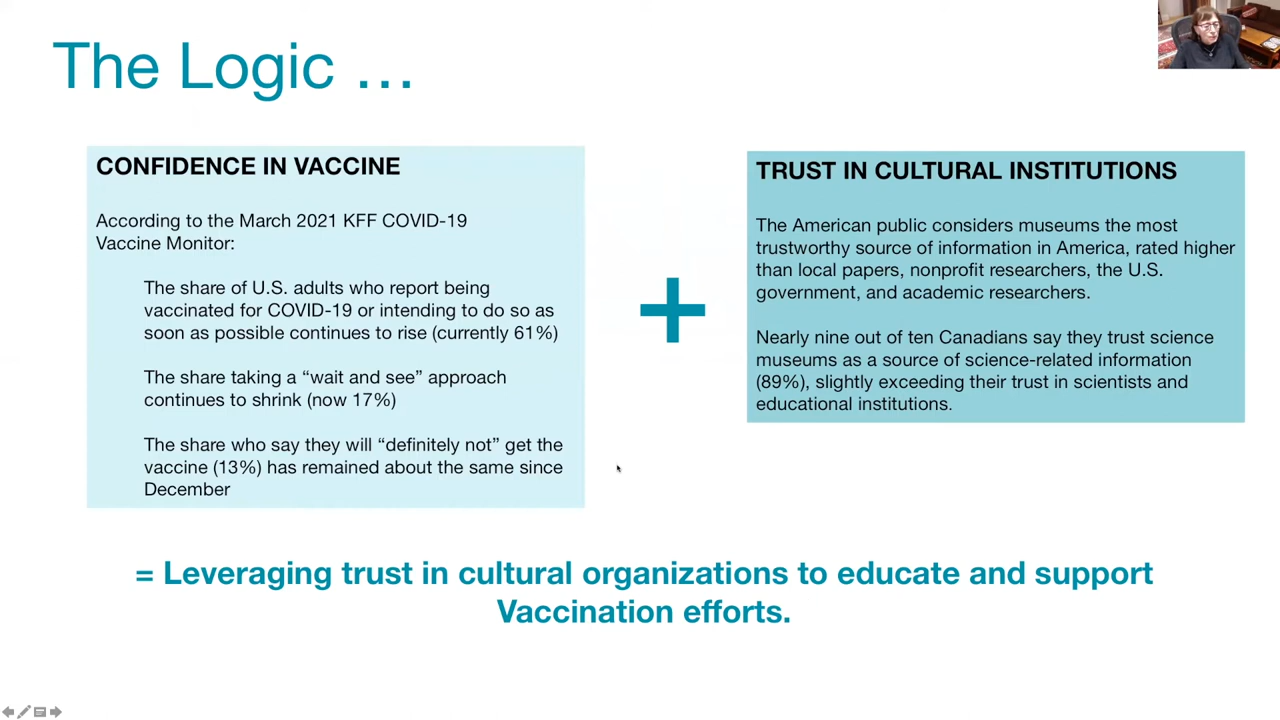 The Logic ...
CONFIDENCE IN VACCINE
According to the March 2021 KFF COVID-19
Vaccine Monitor:
The share of U.S. adults who report being
vaccinated for COVID-19 or intending to do so as
soon as possible continues to rise (currently 61%)
The share taking a “wait and see” approach
continues to shrink (now 17%)
The share who say they will “definitely not” get the
vaccine (13%) has remained about the same since
December
+
TRUST IN CULTURAL INSTITUTIONS
The American public considers museums the most
trustworthy source of information in America, rated higher
than local papers, nonprofit researchers, the U.S.
government, and academic researchers.
Nearly nine out of ten Canadians say they trust science
museums as a source of science-related information
(89%), slightly exceeding their trust in scientists and
educational institutions.
= Leveraging trust in cultural organizations to educate and support
Vaccination efforts.